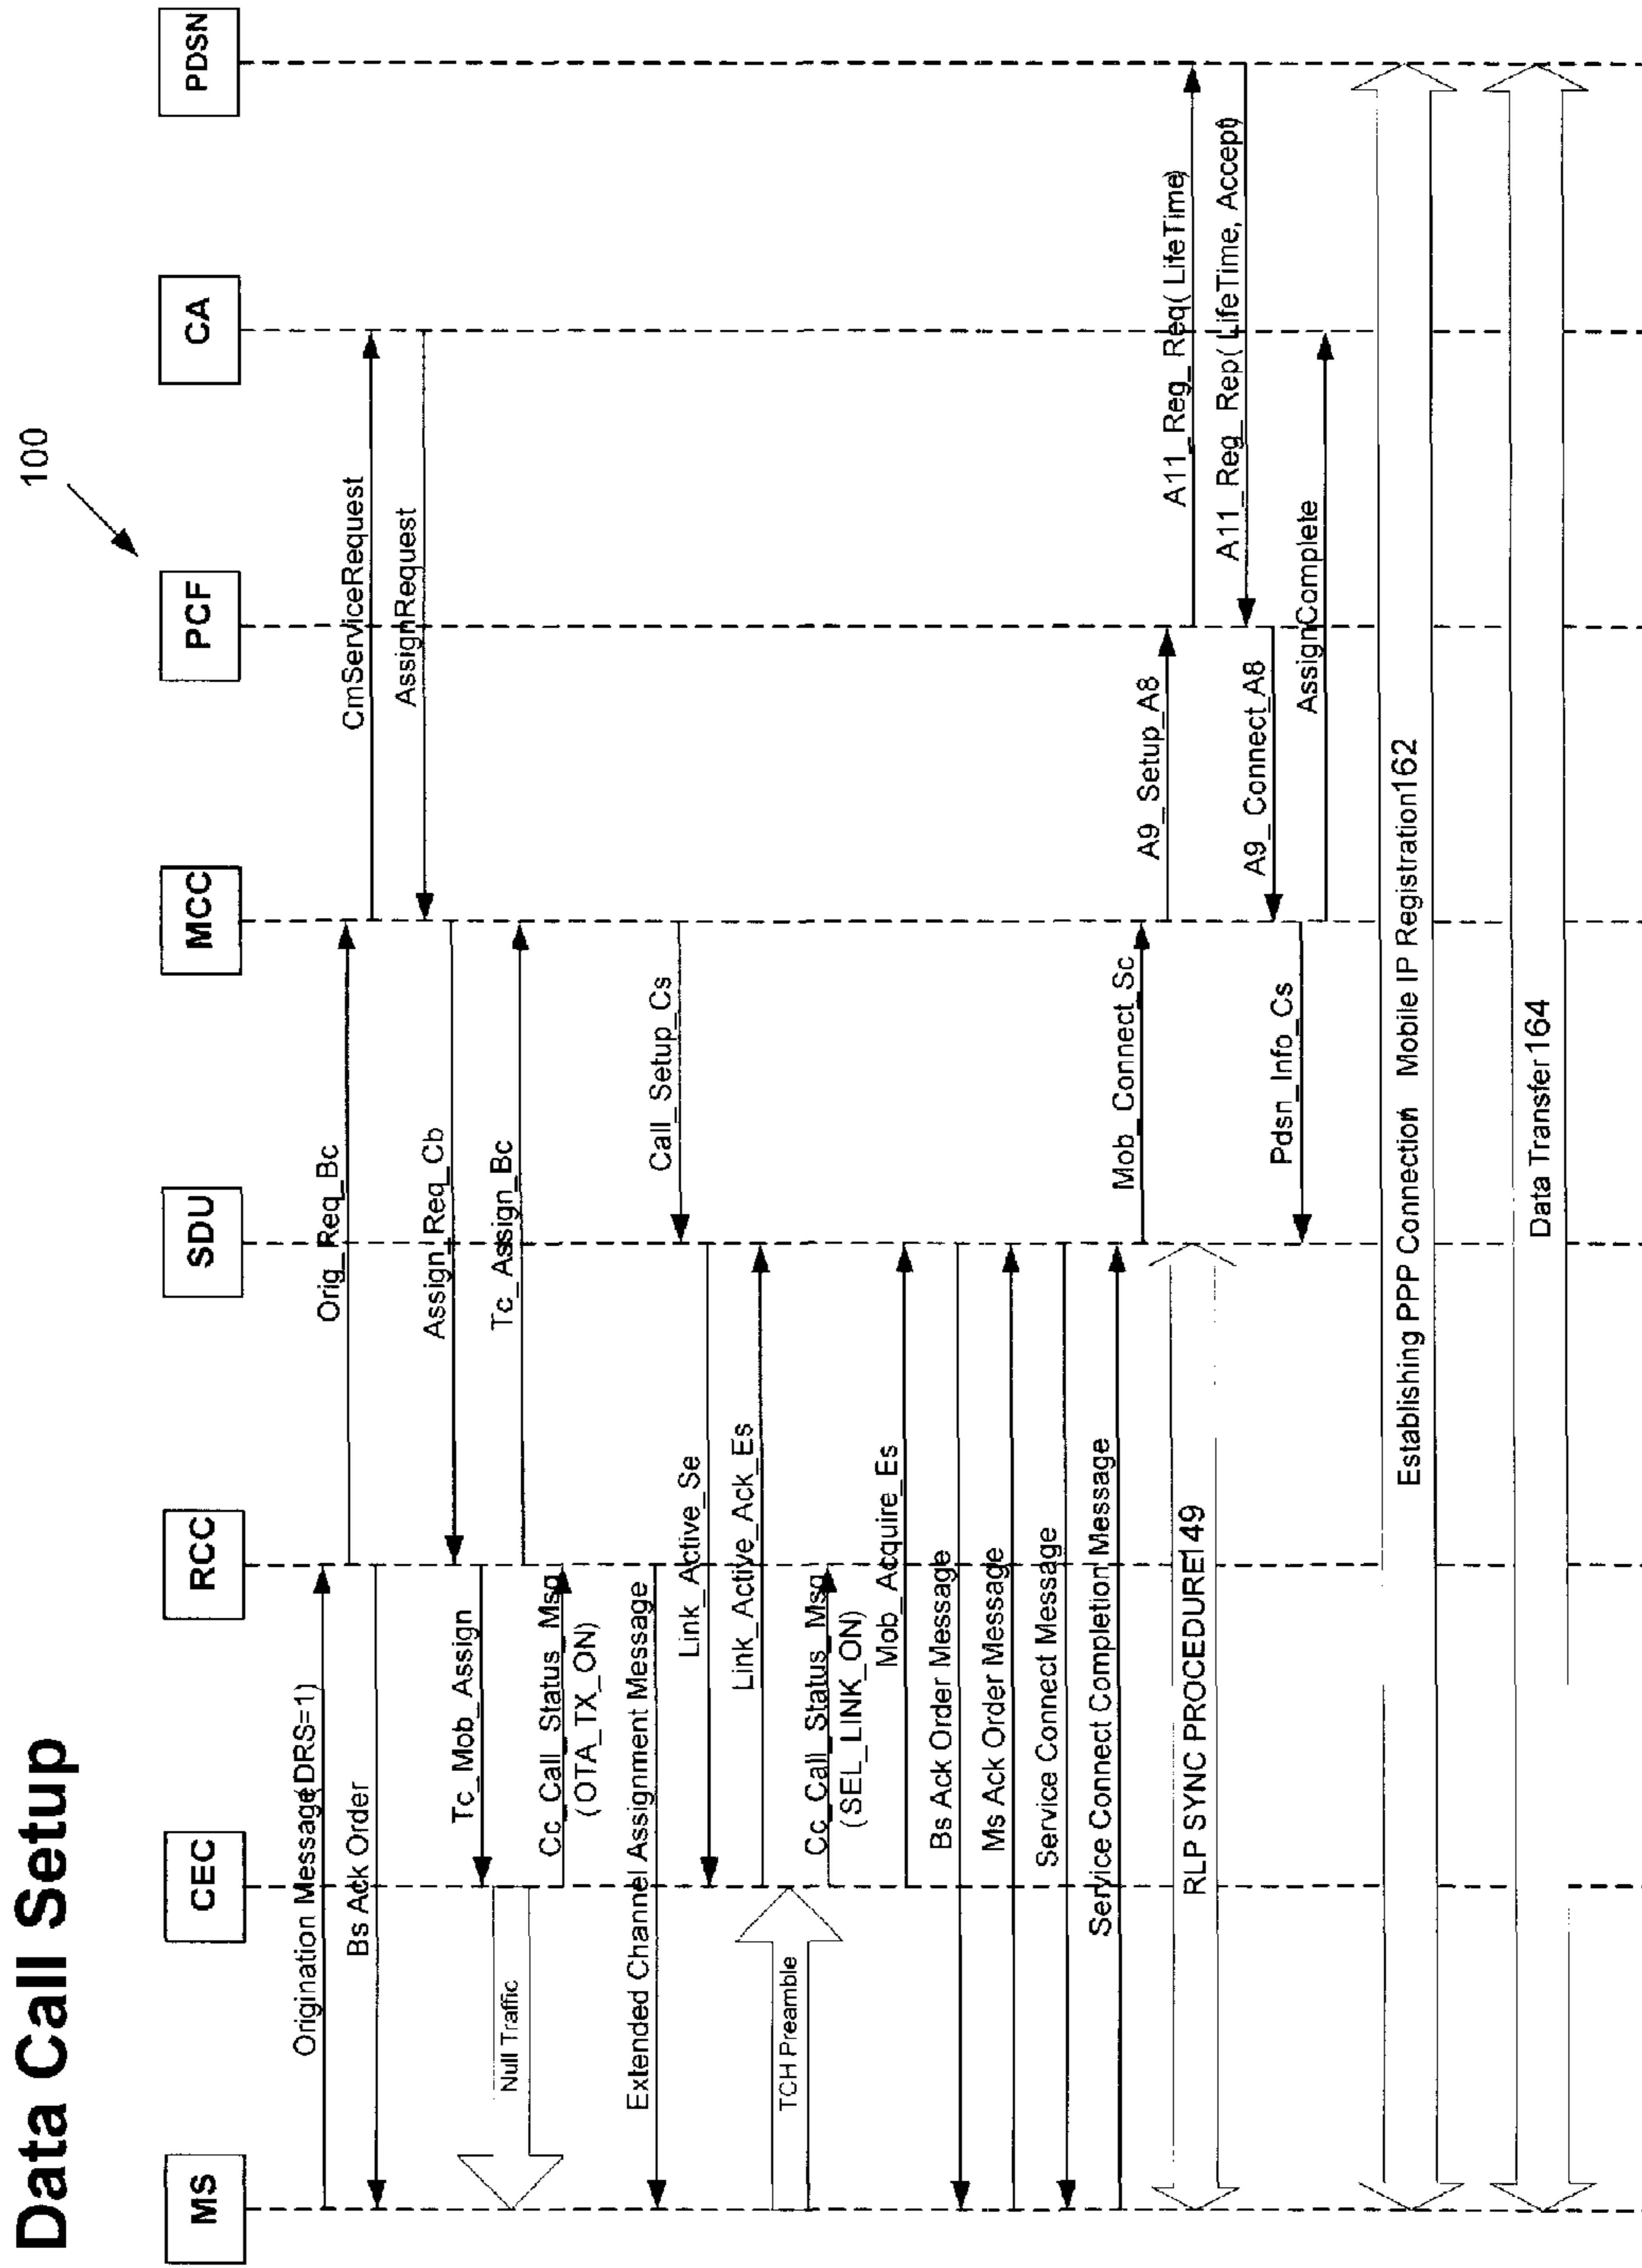 Data Call Setup
100
MS
CEC
RCC
SDU
MCC
PCF
CA
PDSN
Origination Message(DRS=1)
Orig_Req_Bc
CmServiceRequest
Bs Ack Order
AssignRequest
Assign_Req_Cb
Tc_Mob_Assign
Null Traffic
Tc_Assign_Bc
Cc_Call_Status_Msg
(OTA_TX_ON)
Extended Channel Assignment Message
Call_Setup_Cs
Link_Active_Se
Link_Active_Ack_Es
TCH Preamble
Cc_Call_Status_Msg
(SEL_LINK_ON)
Mob_Acquire_Es
Bs Ack Order Message
Ms Ack Order Message
Service Connect Message
Service Connect Completion Message
Mob_Connect_Sc
A9_Setup_A8
A11_Reg_Req(LifeTime)
RLP SYNC PROCEDURE149
A11_Reg_Rep(LifeTime, Accept)
A9_Connect_A8
Pdsn_Info_Cs
AssignComplete
Establishing PPP Connection Mobile IP Registration162
Data Transfer164